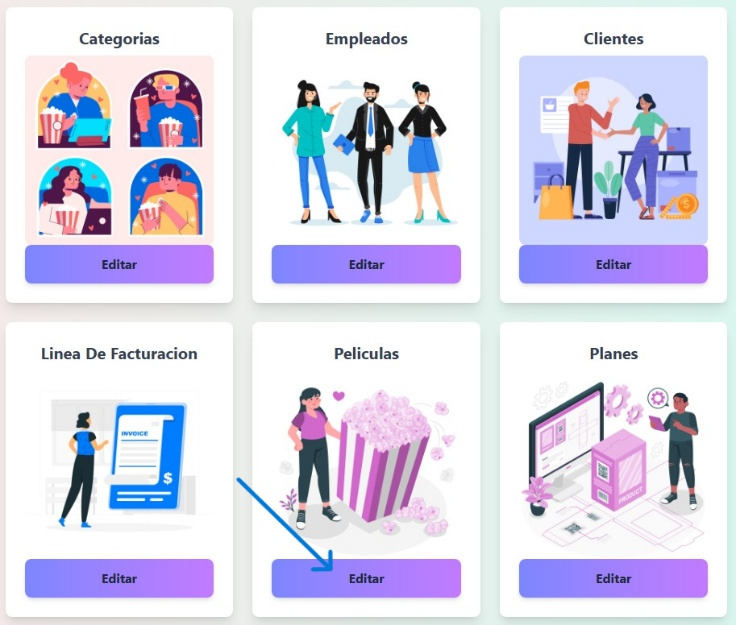 Categorias
Empleados
Clientes
Editar
Editar
Editar
Linea De Facturacion
Peliculas
Planes
INVOICE
$
PRODUCT
Editar
Editar
Editar